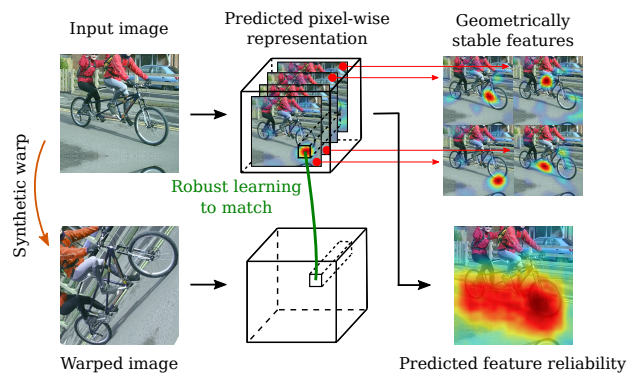 Input image
Predicted pixel-wise
representation
Geometrically
stable features
Synthetic warp
Robust learning
to match
Warped image
Predicted feature reliability